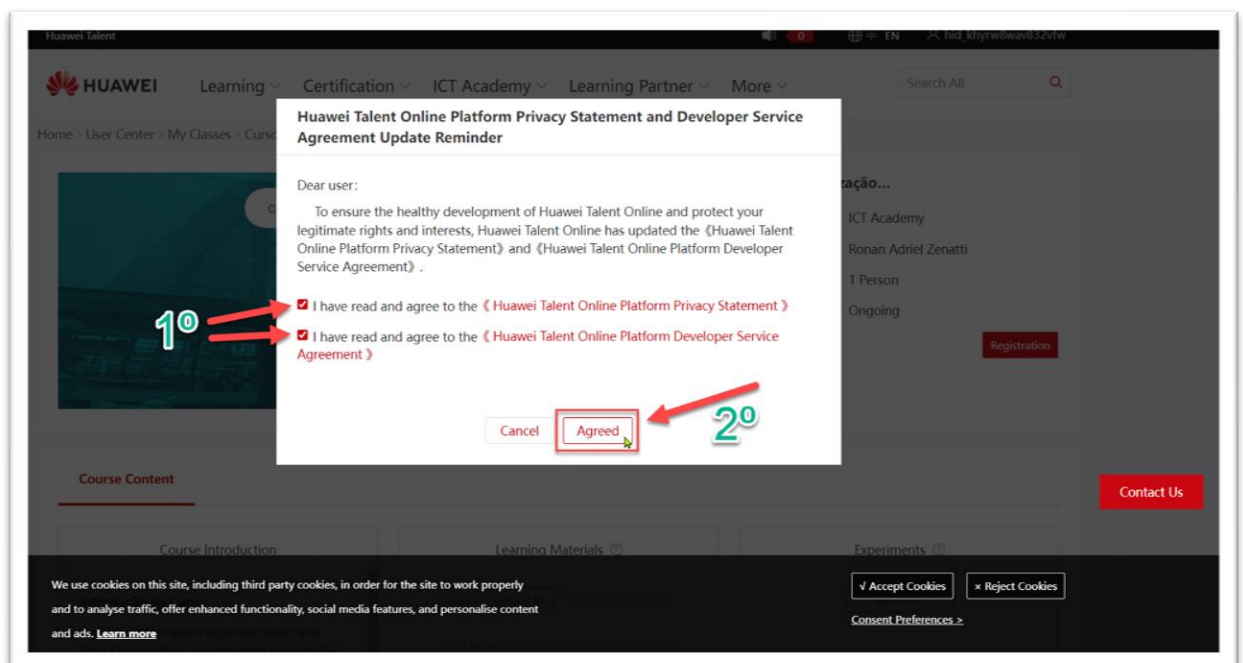 Huawei Talent
0
中 EN
hid_khyrw8wav832vfw
HUAWEI
Learning
Certification
ICT Academy
Learning Partner
More
Search All
Home > User Center > My Classes > Curso
Huawei Talent Online Platform Privacy Statement and Developer Service
Agreement Update Reminder
Dear user:
To ensure the healthy development of Huawei Talent Online and protect your
legitimate rights and interests, Huawei Talent Online has updated the 《Huawei Talent
Online Platform Privacy Statement》 and 《Huawei Talent Online Platform Developer
Service Agreement》 .
I have read and agree to the 《 Huawei Talent Online Platform Privacy Statement 》
I have read and agree to the 《 Huawei Talent Online Platform Developer Service
Agreement 》
1º
Cancel
Agreed
2º
zação...
ICT Academy
Ronan Adriel Zenatti
1 Person
Ongoing
Registration
Course Content
Contact Us
Course Introduction
Learning Materials
Experiments
We use cookies on this site, including third party cookies, in order for the site to work properly
and to analyse traffic, offer enhanced functionality, social media features, and personalise content
and ads. Learn more
√ Accept Cookies
× Reject Cookies
Consent Preferences >